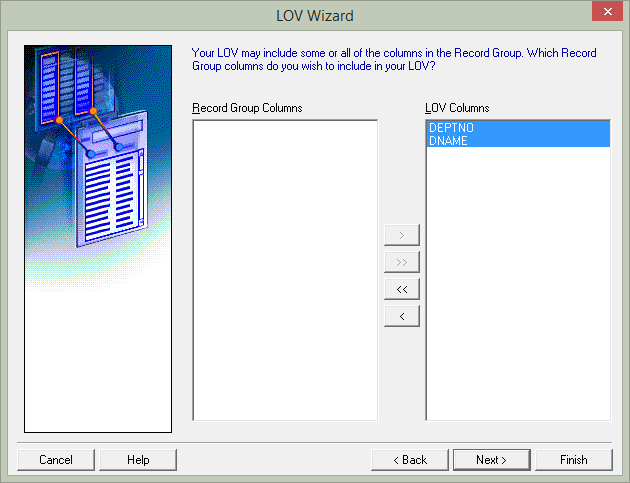 LOV Wizard
Your LOV may include some or all of the columns in the Record Group. Which Record
Group columns do you wish to include in your LOV?
Record Group Columns
LOV Columns
DEPTNO
DNAME
>
>>
<<
<
Cancel
Help
< Back
Next >
Finish